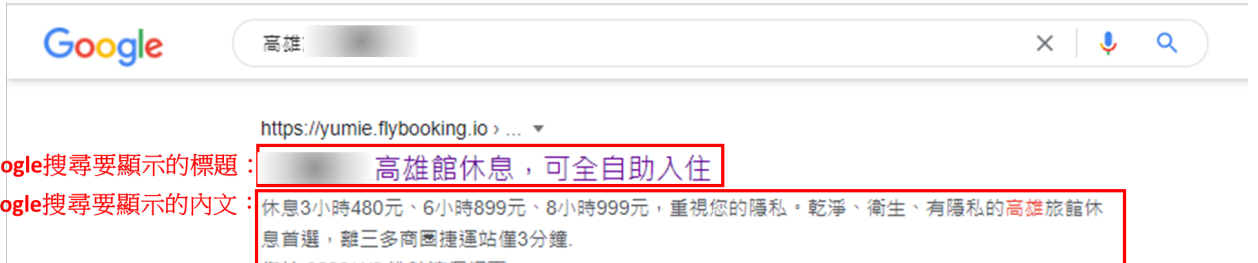 Google
高雄
https://yumie.flybooking.io › ...
ogle搜尋要顯示的標題：
高雄館休息，可全自助入住
ogle搜尋要顯示的內文：
休息3小時480元、6小時899元、8小時999元，重視您的隱私。乾淨、衛生、有隱私的高雄旅館休
息首選，離三多商圈捷運站僅3分鐘.